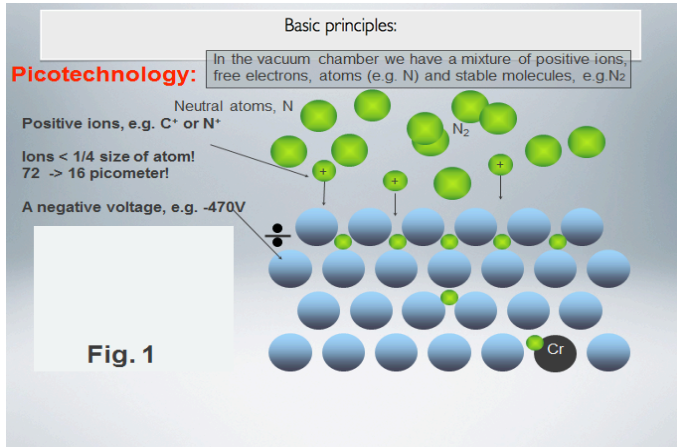 Basic principles:
Picotechnology:
In the vacuum chamber we have a mixture of positive ions,
free electrons, atoms (e.g. N) and stable molecules, e.g.N₂
Neutral atoms, N
N₂
Positive ions, e.g. C⁺ or N⁺
Ions < 1/4 size of atom!
72 -> 16 picometer!
A negative voltage, e.g. -470V
+
+
+
÷
Fig. 1
Cr